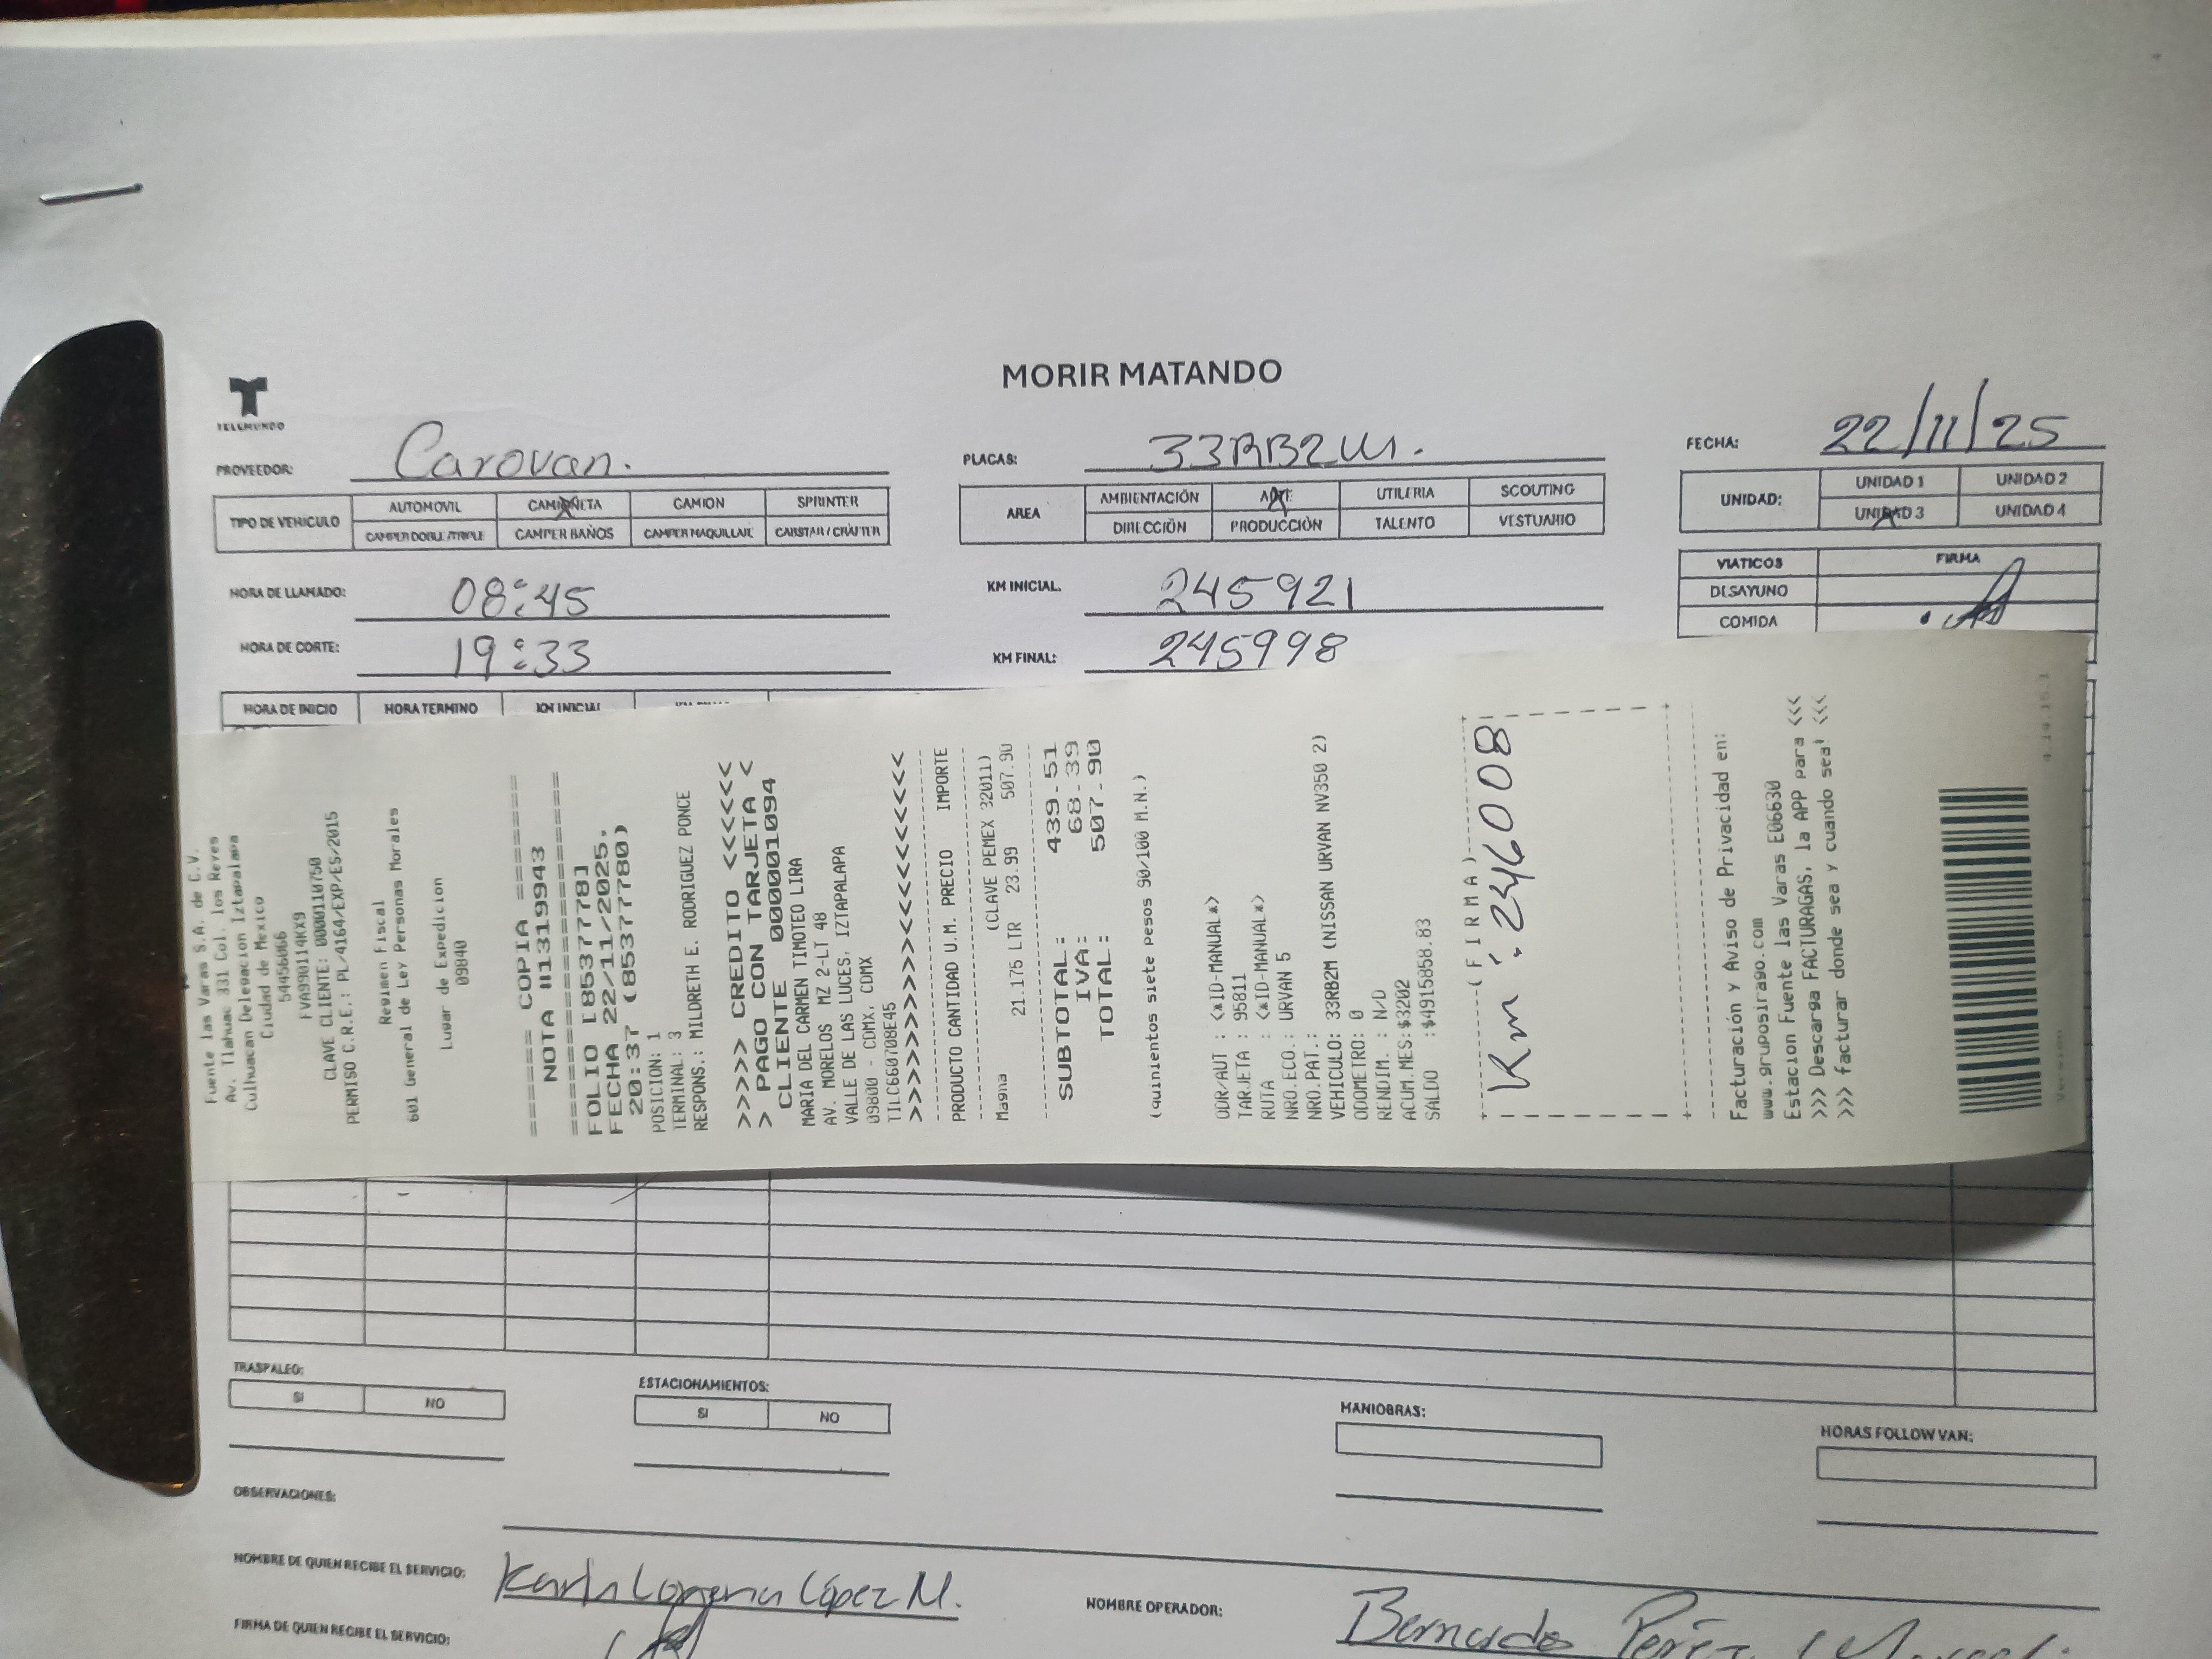 MORIR MATANDO
TELEMUNDO
PROVEEDOR: Carovan.
PLACAS: 33RB2M.
FECHA: 22/11/25
TIPO DE VEHICULO
AUTOMOVIL CAMIONETA CAMION SPRINTER
CAMPER DOBLE /TRIPLE CAMPER BAÑOS CAMPER MAQUILLAJE CARSTAR / CRAFTER
AREA
AMBIENTACIÓN ARTE UTILERIA SCOUTING
DIRECCIÓN PRODUCCIÓN TALENTO VESTUARIO
UNIDAD:
UNIDAD 1 UNIDAD 2
UNIDAD 3 UNIDAD 4
HORA DE LLAMADO: 08:45
KM INICIAL. 245921
VIATICOS FIRMA
DESAYUNO
COMIDA
HORA DE CORTE: 19:33
KM FINAL: 245998
HORA DE INICIO HORA TERMINO KM INICIAL
Fuente las Varas S.A. de C.V.
Av. Tlahuac 331 Col. los Reyes
Culhuacan Delegacion Iztapalapa
Ciudad de Mexico
54456066
FVA990114KX9
CLAVE CLIENTE: 0000110750
PERMISO C.R.E.: PL/4164/EXP/ES/2015
Regimen Fiscal
601 General de Ley Personas Morales
Lugar de Expedicion
09840
====== COPIA =======
NOTA #1319943
FOLIO [85377778]
FECHA 22/11/2025,
20:37 (853777780)
POSICION: 1
TERMINAL: 3
RESPONS.: MILDRETH E. RODRIGUEZ PONCE
>>>>> CREDITO <<<<<<
> PAGO CON TARJETA <
CLIENTE 0000001094
MARIA DEL CARMEN TIMOTEO LIRA
AV. MORELOS MZ 2-LT 48
VALLE DE LAS LUCES, IZTAPALAPA
09800 - CDMX, CDMX
TILC660708E45
>>>>>>>>>>>><<<<<<<<<<<<
PRODUCTO CANTIDAD U.M. PRECIO IMPORTE
(CLAVE PEMEX 32011)
Magna 21.175 LTR 23.99 507.90
SUBTOTAL: 439.51
IVA: 68.39
TOTAL: 507.90
(quinientos siete Pesos 90/100 M.N.)
ODR/AUT : <*ID-MANUAL*>
TARJETA : 95811
RUTA : <*ID-MANUAL*>
NRO.ECO.: URVAN 5
NRO.PAT.:
VEHICULO: 33RB2M (NISSAN URVAN NV350 2)
ODOMETRO: 0
RENDIM. : N/D
ACUM.MES:$3202
SALDO :$4915858.83
(FIRMA)
Km : 246008
Facturación y Aviso de Privacidad en:
www.gruposirago.com
Estacion Fuente las Varas E06630
>>> Descarga FACTURAGAS, la APP para <<<
>>> facturar donde sea y cuando sea! <<<
TRASPALEO:
SI NO
ESTACIONAMIENTOS:
SI NO
MANIOBRAS:
HORAS FOLLOW VAN:
OBSERVACIONES:
NOMBRE DE QUIEN RECIBE EL SERVICIO: Karla Lorena López M.
NOMBRE OPERADOR: Bernardo Pérez
FIRMA DE QUIEN RECIBE EL SERVICIO: